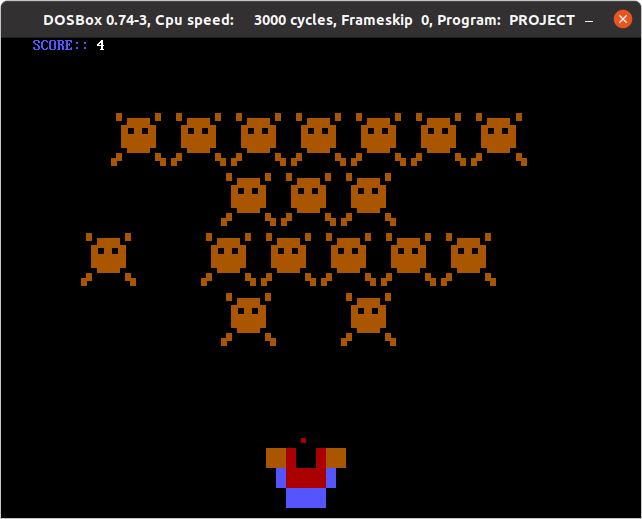 DOSBox 0.74-3, Cpu speed: 3000 cycles, Frameskip 0, Program: PROJECT
SCORE:: 4